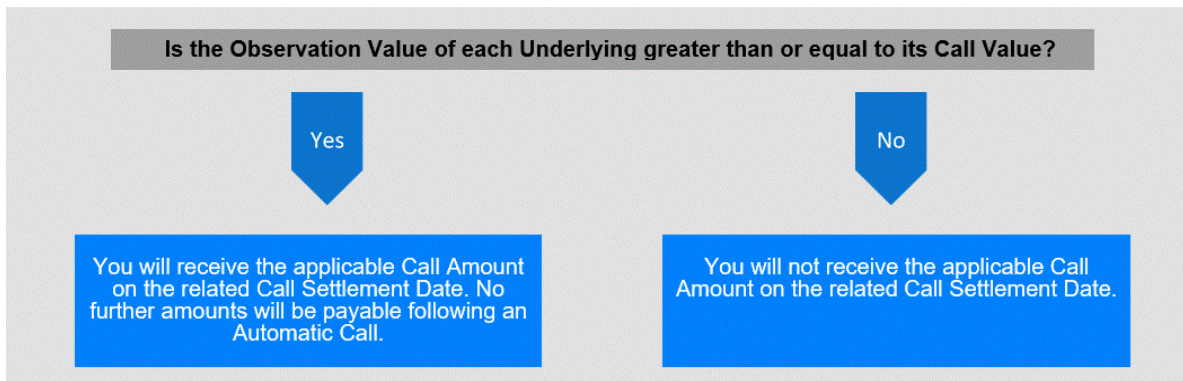 Is the Observation Value of each Underlying greater than or equal to its Call Value?
Yes
No
You will receive the applicable Call Amount
on the related Call Settlement Date. No
further amounts will be payable following an
Automatic Call.
You will not receive the applicable Call
Amount on the related Call Settlement Date.